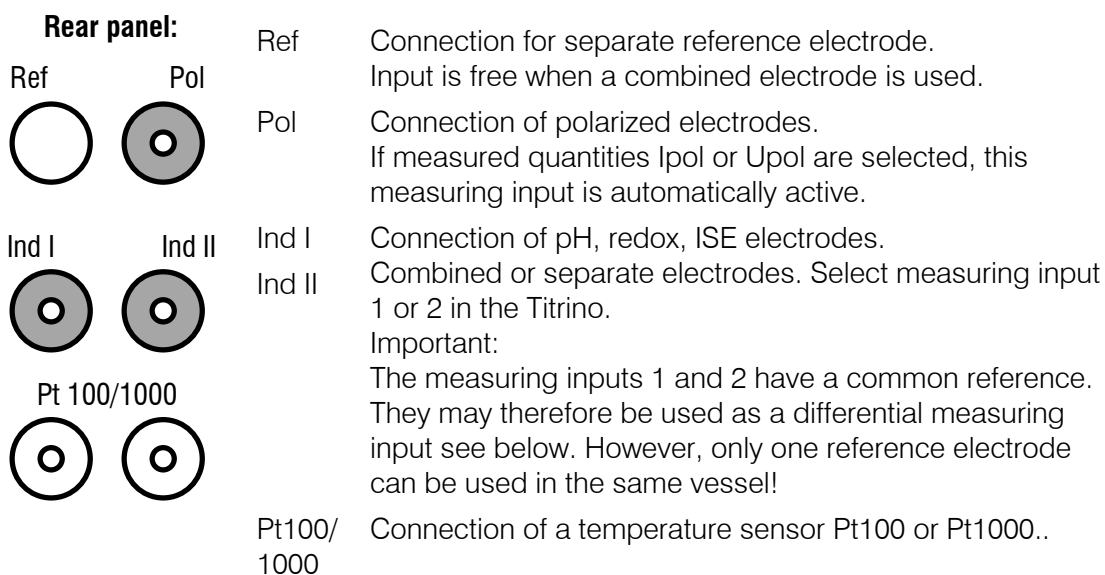 Rear panel:
Ref Pol
Ind I Ind II
Pt 100/1000
Ref Connection for separate reference electrode.
Input is free when a combined electrode is used.
Pol Connection of polarized electrodes.
If measured quantities Ipol or Upol are selected, this
measuring input is automatically active.
Ind I Connection of pH, redox, ISE electrodes.
Ind II Combined or separate electrodes. Select measuring input
1 or 2 in the Titrino.
Important:
The measuring inputs 1 and 2 have a common reference.
They may therefore be used as a differential measuring
input see below. However, only one reference electrode
can be used in the same vessel!
Pt100/ Connection of a temperature sensor Pt100 or Pt1000..
1000